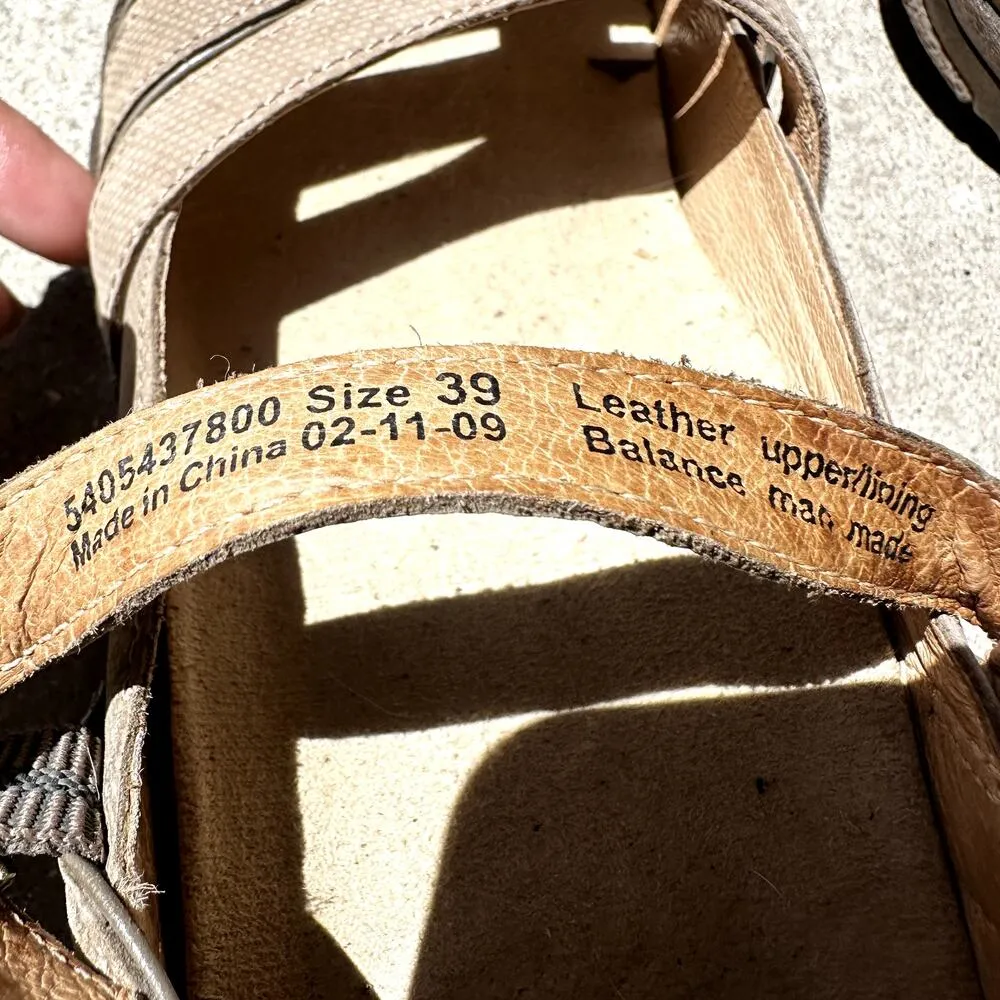 5405437800 Size 39
Made in China 02-11-09
Leather upper/lining
Balance man made